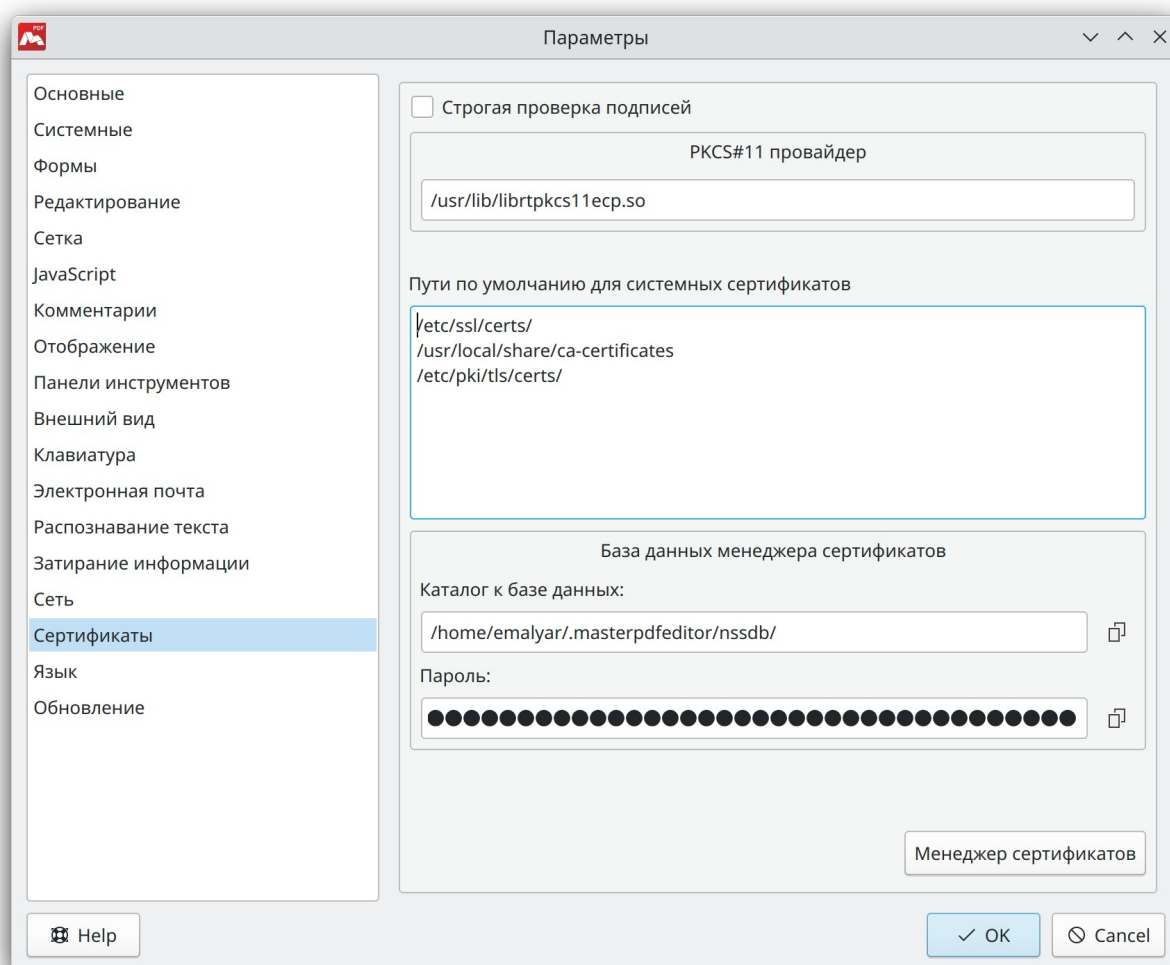 PDF
Параметры
Основные
Системные
Формы
Редактирование
Сетка
JavaScript
Комментарии
Отображение
Панели инструментов
Внешний вид
Клавиатура
Электронная почта
Распознавание текста
Затирание информации
Сеть
Сертификаты
Язык
Обновление
Строгая проверка подписей
PKCS#11 провайдер
/usr/lib/librtpkcs11ecp.so
Пути по умолчанию для системных сертификатов
/etc/ssl/certs/
/usr/local/share/ca-certificates
/etc/pki/tls/certs/
База данных менеджера сертификатов
Каталог к базе данных:
/home/emalyar/.masterpdfeditor/nssdb/
Пароль:
●●●●●●●●●●●●●●●●●●●●●●●●●●●●●●●●●●●●
Менеджер сертификатов
Help
OK
Cancel